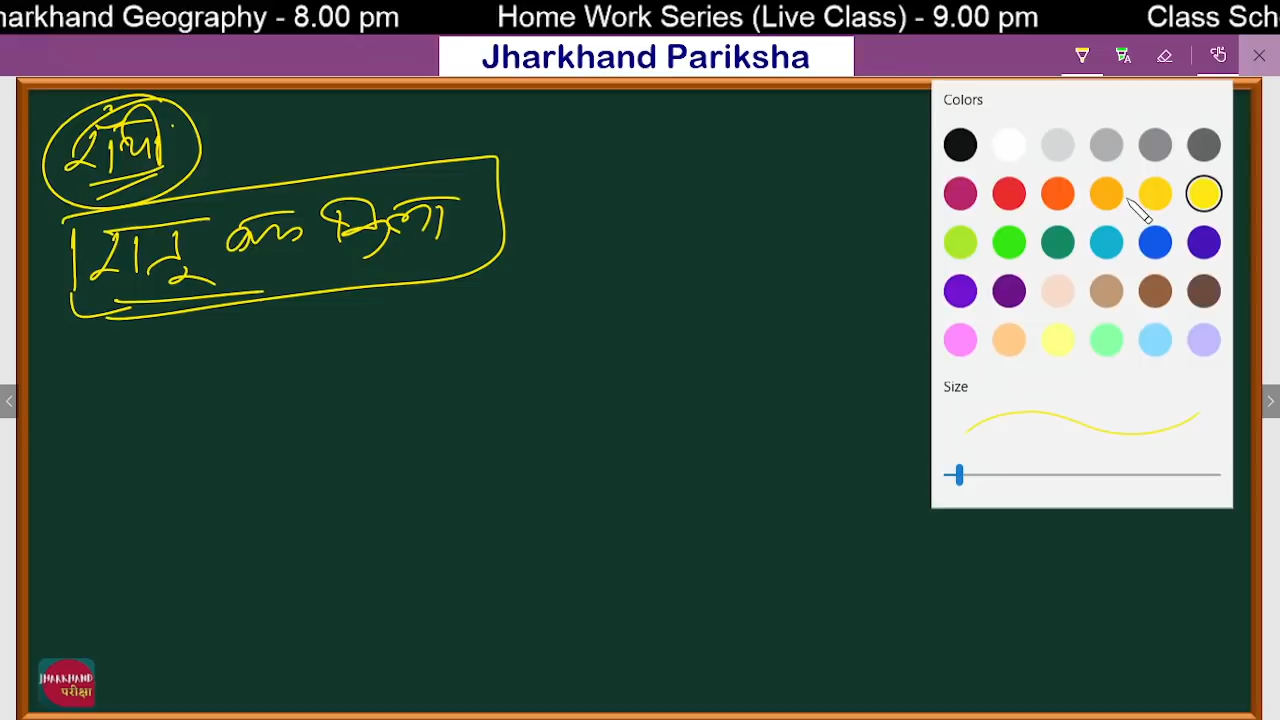 harkhand Geography - 8.00 pm Home Work Series (Live Class) - 9.00 pm Class Sch
Jharkhand Pariksha
Colors
राँची
रातू का किला
Size
JHARKHAND
परीक्षा